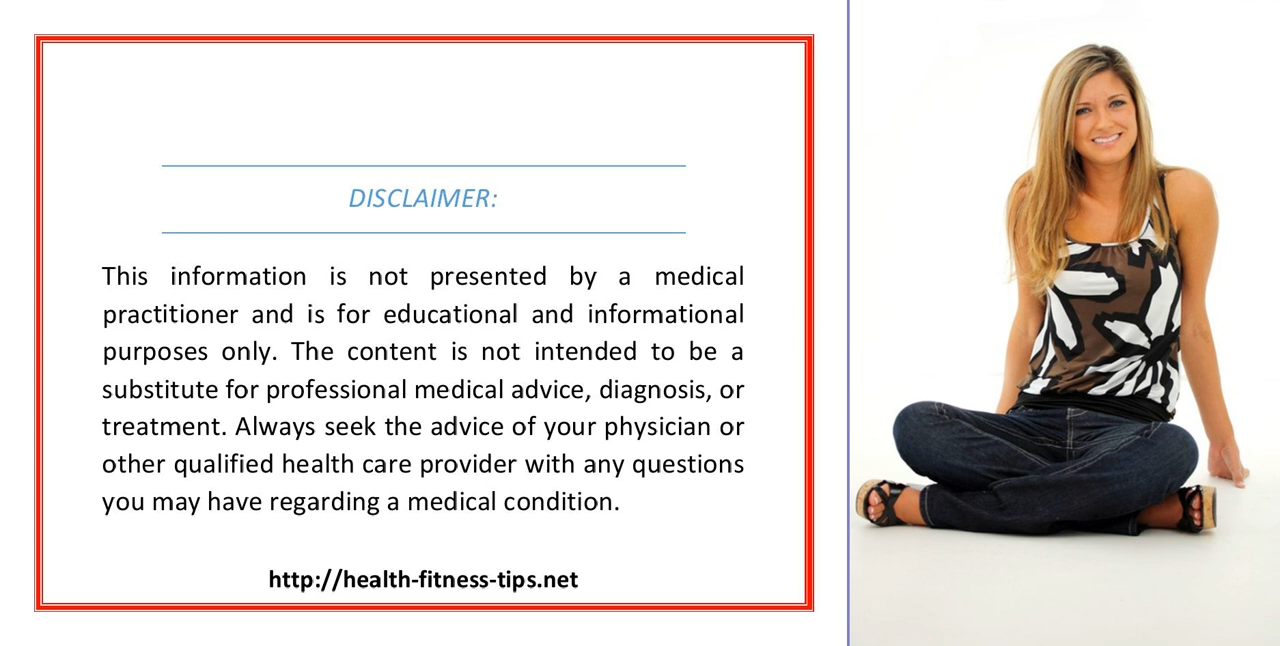 DISCLAIMER:
This information is not presented by a medical
practitioner and is for educational and informational
purposes only. The content is not intended to be a
substitute for professional medical advice, diagnosis, or
treatment. Always seek the advice of your physician or
other qualified health care provider with any questions
you may have regarding a medical condition.
http://health-fitness-tips.net